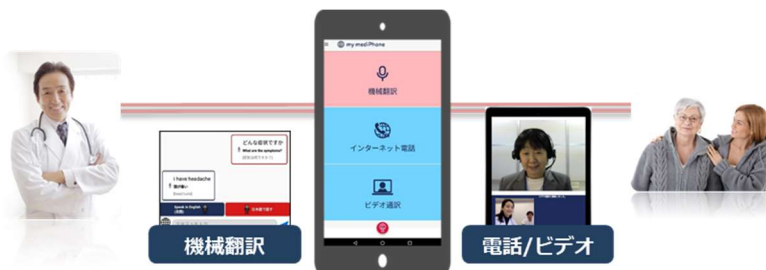 my mediPhone
機械翻訳
インターネット電話
ビデオ通訳
どんな症状ですか
What are the symptoms?
I have headache
頭が痛い
Speak in English
日本語で話す
機械翻訳
電話/ビデオ